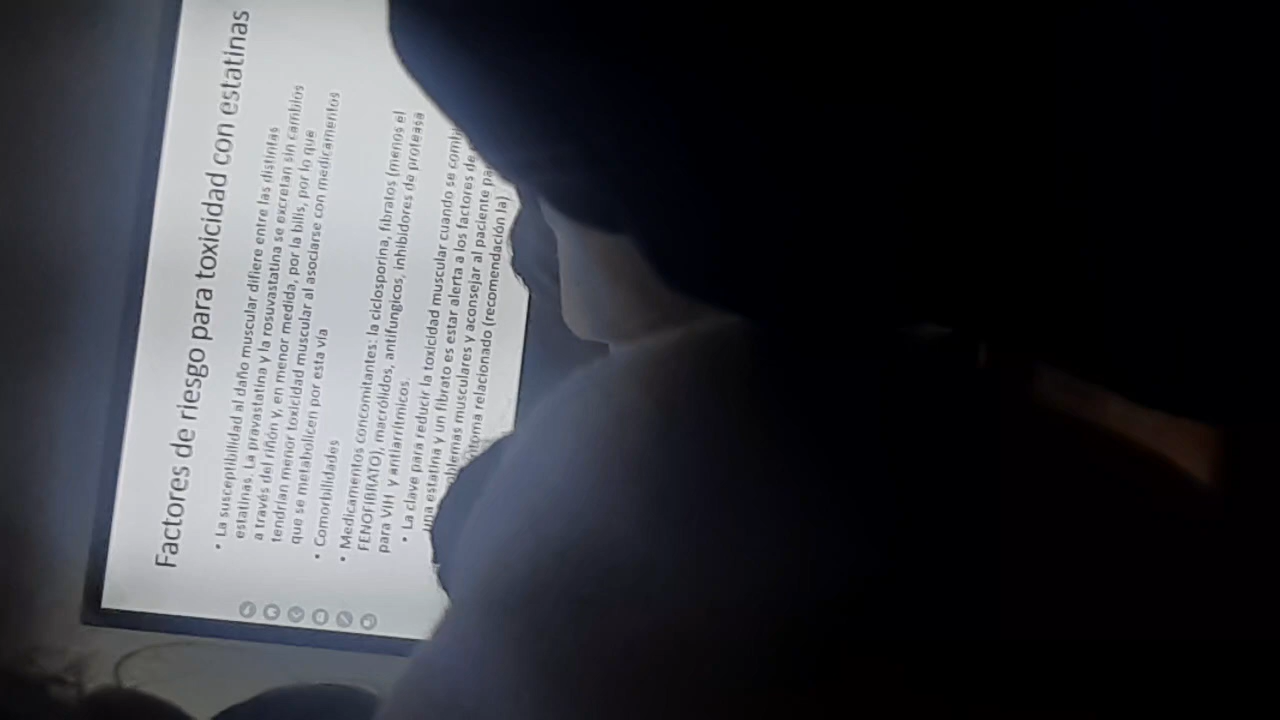 Factores de riesgo para toxicidad con estatinas
• La susceptibilidad al daño muscular difiere entre las distintas
estatinas. La pravastatina y la rosuvastatina se excretan sin cambios
a través del riñón y, en menor medida, por la bilis, por lo que
tendrían menor toxicidad muscular al asociarse con medicamentos
que se metabolicen por esta vía
• Comorbilidades
• Medicamentos concomitantes: la ciclosporina, fibratos (menos el
FENOFIBRATO), macrólidos, antifungicos, inhibidores de proteasa
para VIH y antiarrítmicos.
• La clave para reducir la toxicidad muscular cuando se
una estatina y un fibrato es estar alerta a los factores de
musculares y aconsejar al paciente
relacionado (recomendación Ia)